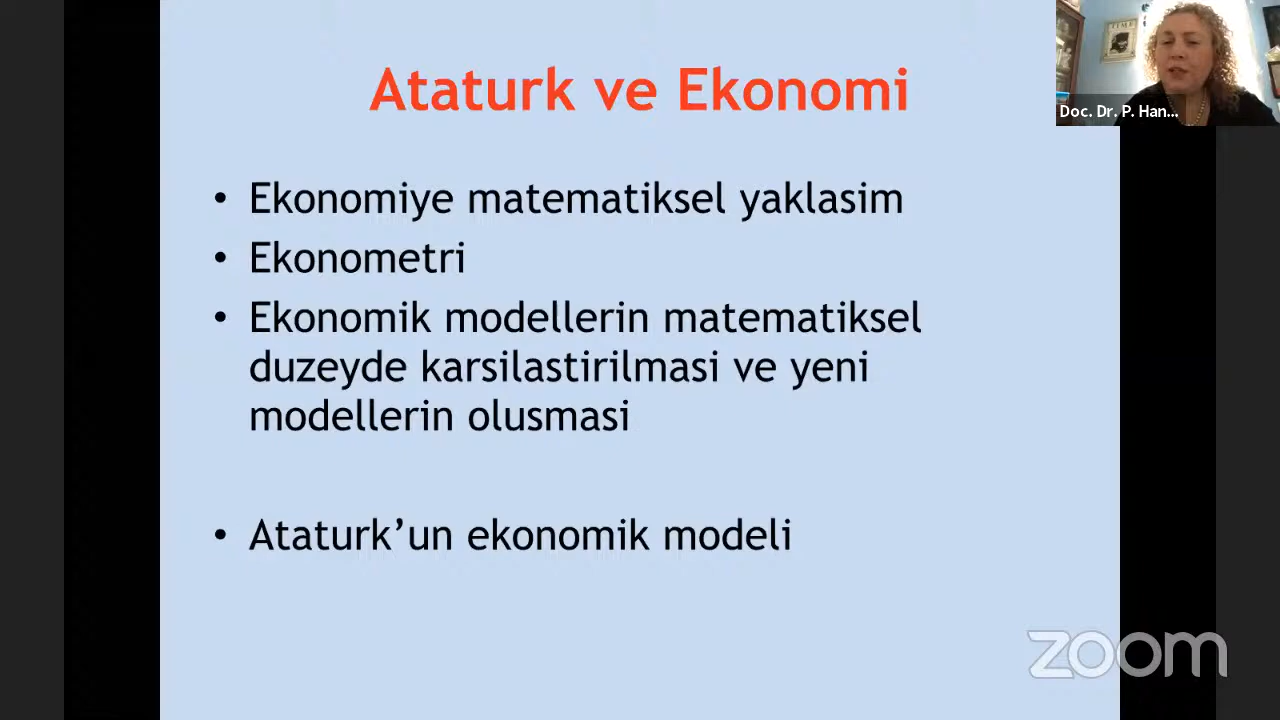 Ataturk ve Ekonomi
TIME
Doc. Dr. P. Han...
• Ekonomiye matematiksel yaklasim
• Ekonometri
• Ekonomik modellerin matematiksel
duzeyde karsilastirilmasi ve yeni
modellerin olusmasi
• Ataturk’un ekonomik modeli
zoom